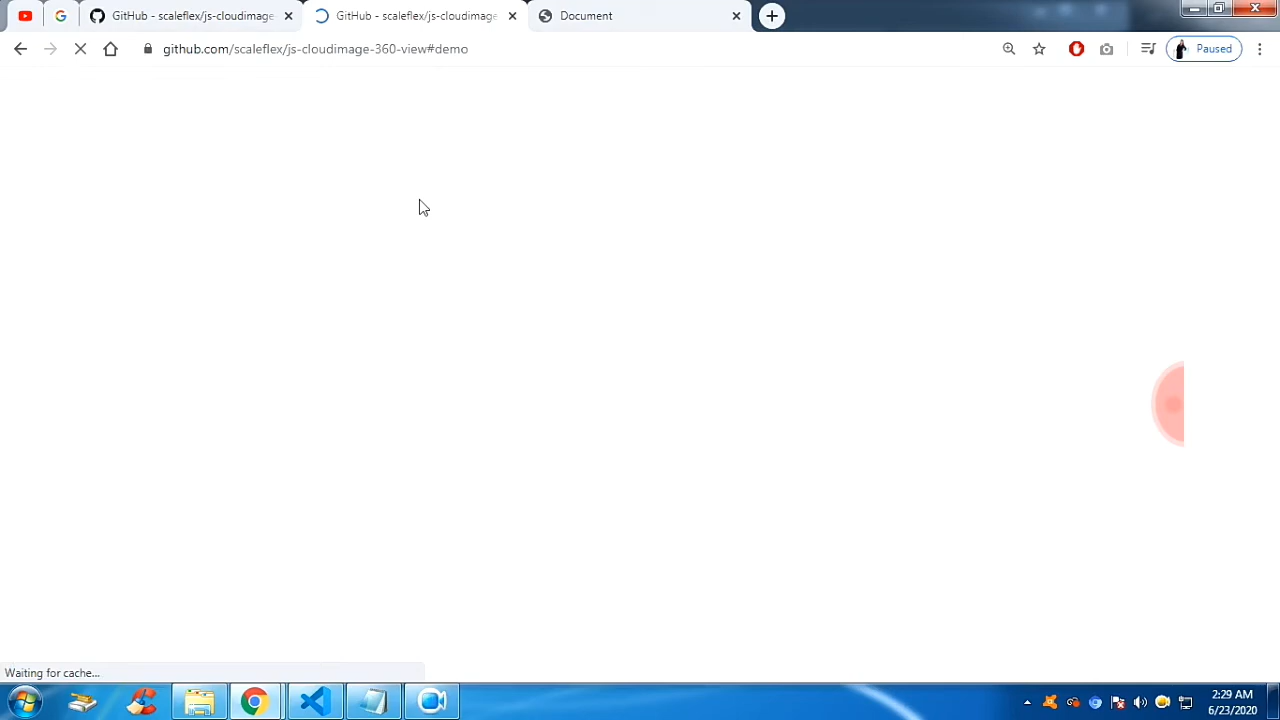 GitHub - scaleflex/js-cloudimage
GitHub - scaleflex/js-cloudimag
Document
github.com/scaleflex/js-cloudimage-360-view#demo
Paused
Waiting for cache...
2:29 AM
6/23/2020